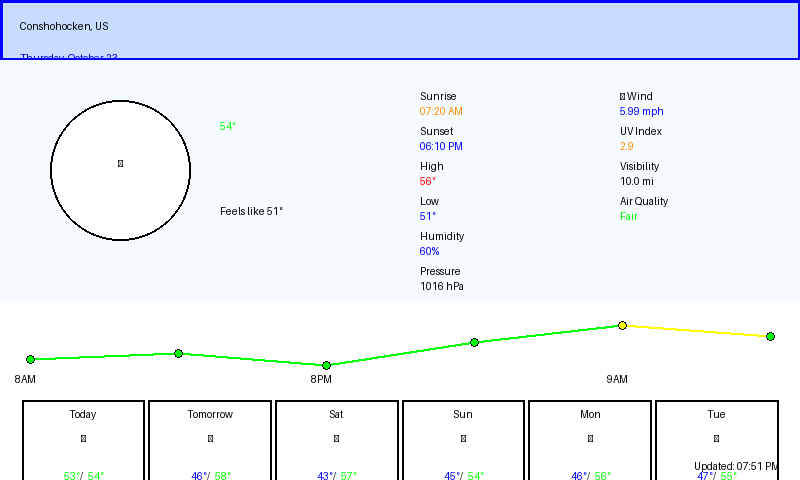 Conshohocken, US
Thursday, October 23
54°
Feels like 51°
Sunrise
07:20 AM
Sunset
06:10 PM
High
56°
Low
51°
Humidity
60%
Pressure
1016 hPa
Wind
5.99 mph
UV Index
2.9
Visibility
10.0 mi
Air Quality
Fair
8AM 8PM 9AM
Today Tomorrow Sat Sun Mon Tue
Updated: 07:51 PM
53°/ 54° 46°/ 58° 43°/ 57° 45°/ 54° 46°/ 56° 47°/ 55°